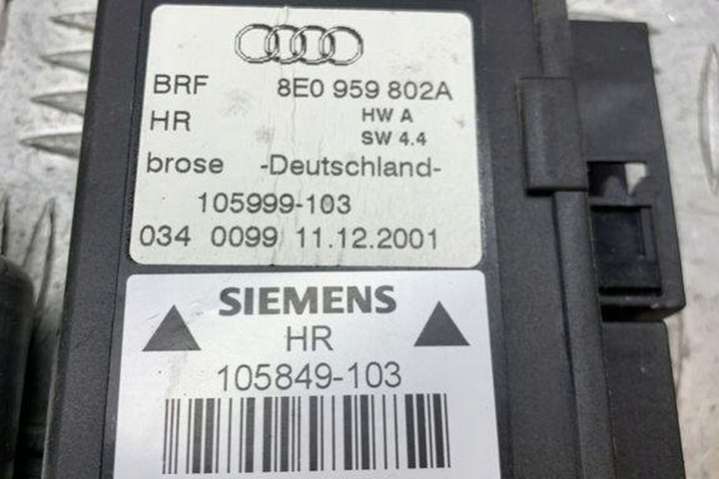 BRF 8E0 959 802A
HR HW A
SW 4.4
brose -Deutschland-
105999-103
034 0099 11.12.2001
SIEMENS
HR
105849-103